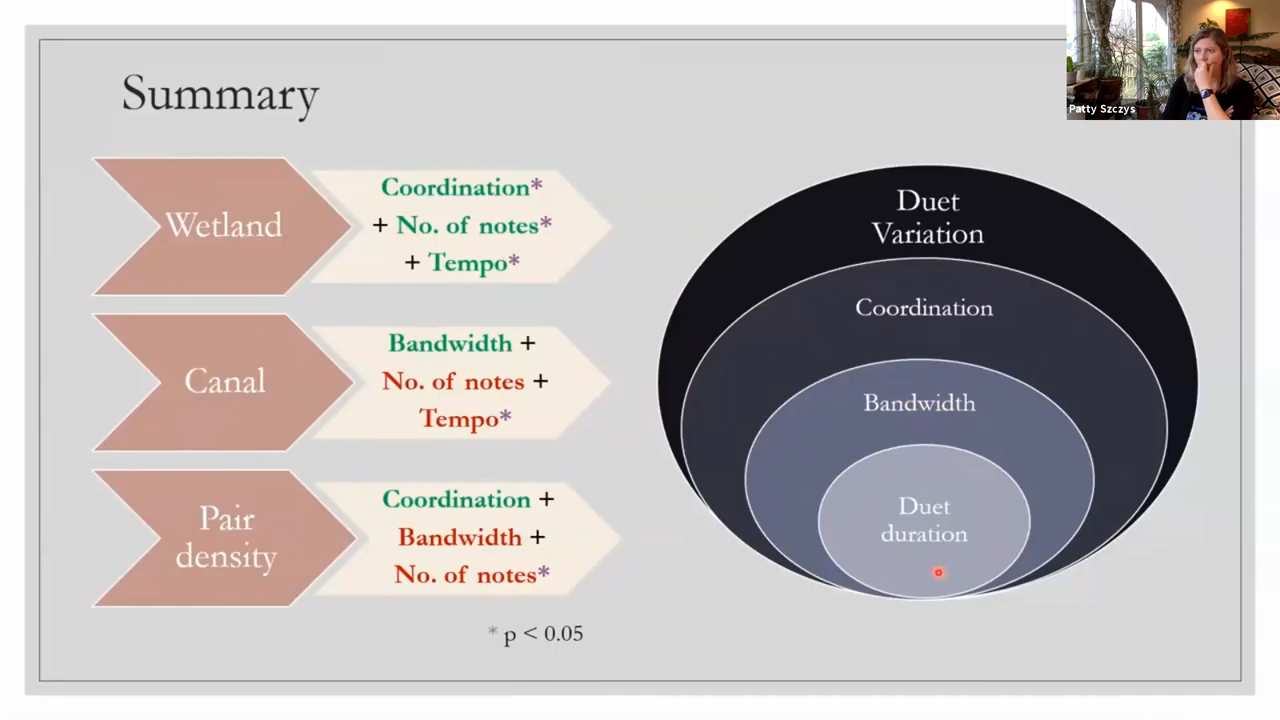 Summary
Patty Szczys
Wetland
Coordination*
+ No. of notes*
+ Tempo*
Canal
Bandwidth +
No. of notes +
Tempo*
Pair
density
Coordination +
Bandwidth +
No. of notes*
* p < 0.05
Duet
Variation
Coordination
Bandwidth
Duet
duration